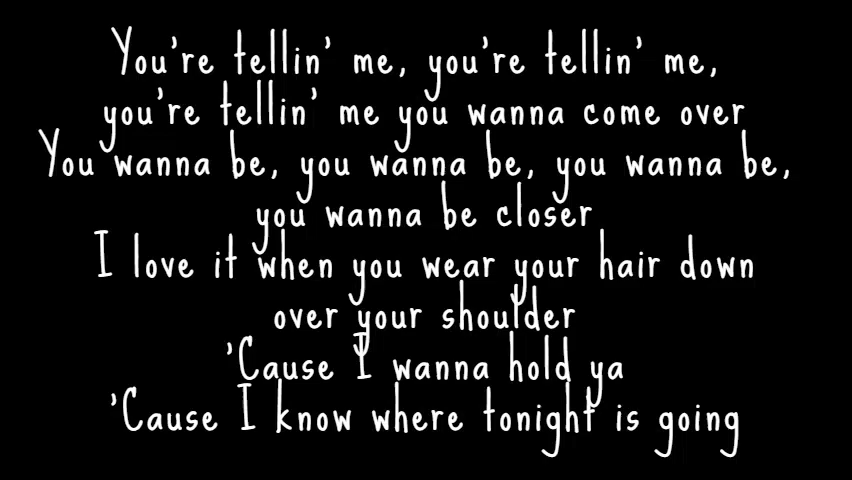 You're tellin' me, you're tellin' me,
you're tellin' me you wanna come over
You wanna be, you wanna be, you wanna be,
you wanna be closer
I love it when you wear your hair down
over your shoulder
'Cause I wanna hold ya
'Cause I know where tonight is going